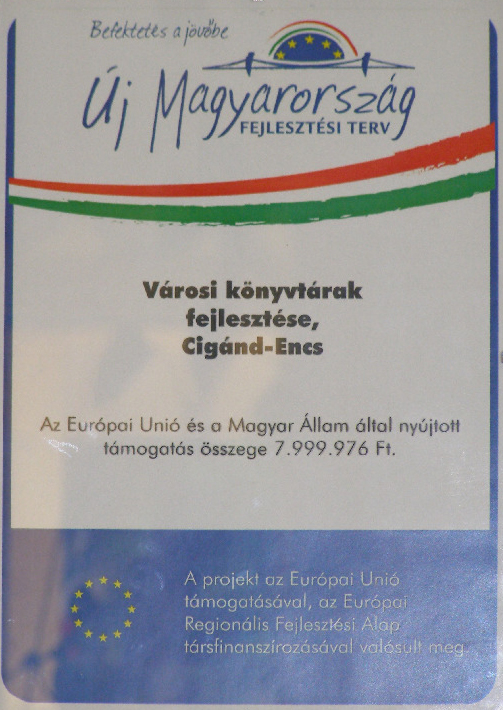 Befektetés a jövőbe
Új Magyarország
FEJLESZTÉSI TERV
Városi könyvtárak
fejlesztése,
Cigánd-Encs
Az Európai Unió és a Magyar Állam által nyújtott
támogatás összege 7.999.976 Ft.
A projekt az Európai Unió
támogatásával, az Európai
Regionális Fejlesztési Alap
társfinanszírozásával valósult meg.